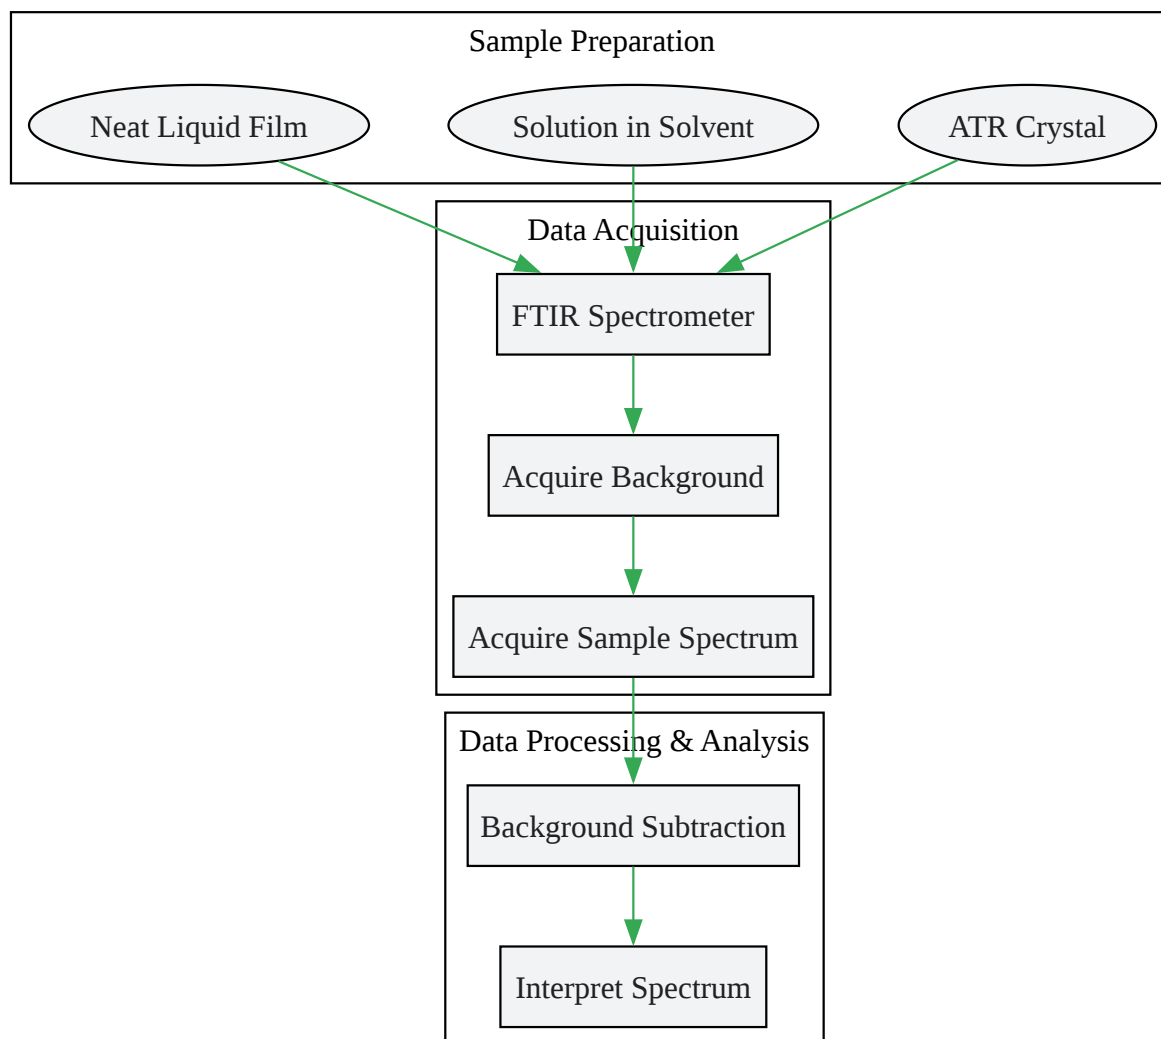 Sample Preparation
Neat Liquid Film
Solution in Solvent
ATR Crystal
Data Acquisition
FTIR Spectrometer
Acquire Background
Acquire Sample Spectrum
Data Processing & Analysis
Background Subtraction
Interpret Spectrum